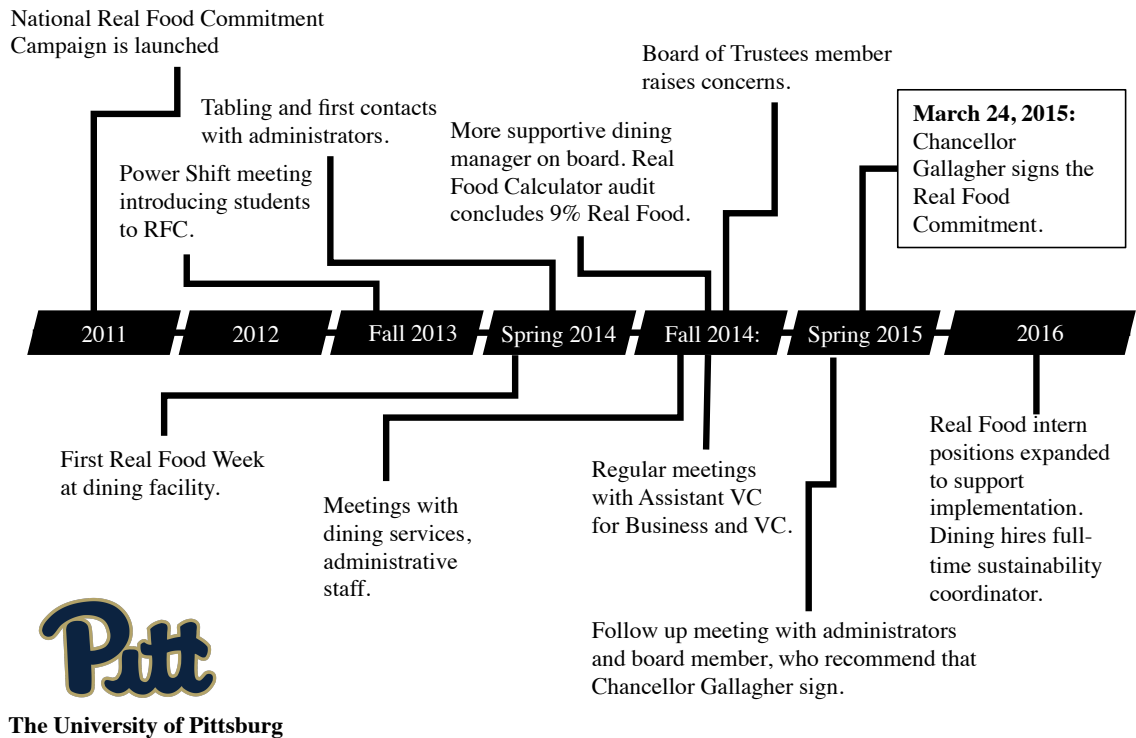 National Real Food Commitment
Campaign is launched
Tabling and first contacts
with administrators.
Power Shift meeting
introducing students
to RFC.
More supportive dining
manager on board. Real
Food Calculator audit
concludes 9% Real Food.
Board of Trustees member
raises concerns.
March 24, 2015:
Chancellor
Gallagher signs the
Real Food
Commitment.
2011
2012
Fall 2013
Spring 2014
Fall 2014:
Spring 2015
2016
First Real Food Week
at dining facility.
Meetings with
dining services,
administrative
staff.
Regular meetings
with Assistant VC
for Business and VC.
Follow up meeting with administrators
and board member, who recommend that
Chancellor Gallagher sign.
Real Food intern
positions expanded
to support
implementation.
Dining hires full-
time sustainability
coordinator.
Pitt
The University of Pittsburg